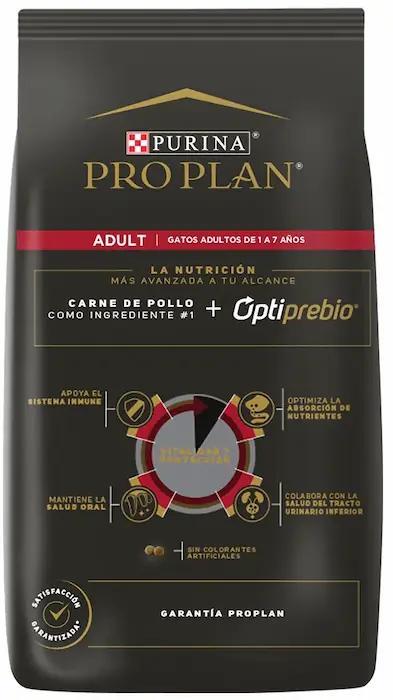 PURINA®
PRO PLAN®
ADULT | GATOS ADULTOS DE 1 A 7 AÑOS
LA NUTRICIÓN
MÁS AVANZADA A TU ALCANCE
CARNE DE POLLO
COMO INGREDIENTE #1
+ Optiprebio®
APOYA EL
SISTEMA INMUNE
OPTIMIZA LA
ABSORCIÓN DE
NUTRIENTES
VITALIDAD Y
PROTECCIÓN
MANTIENE LA
SALUD ORAL
COLABORA CON LA
SALUD DEL TRACTO
URINARIO INFERIOR
SIN COLORANTES
ARTIFICIALES
SATISFACCIÓN
GARANTIZADA*
GARANTÍA PROPLAN